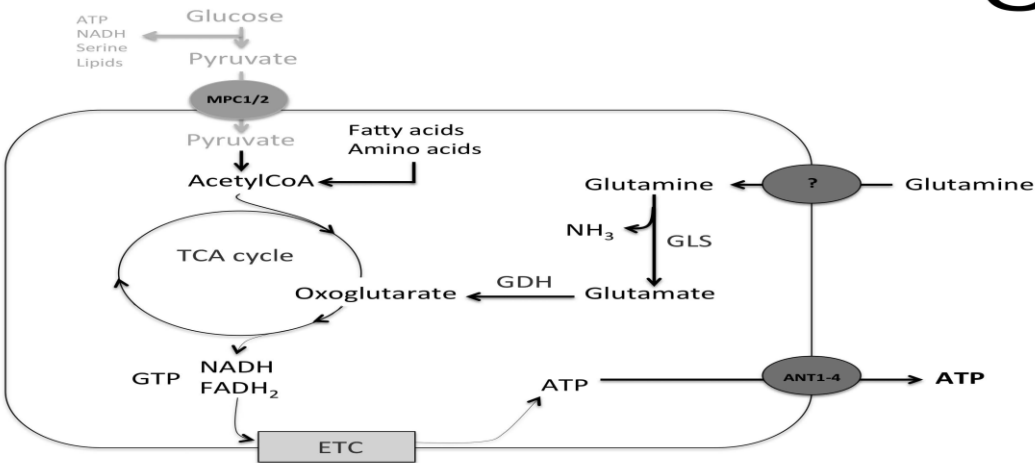 ATP
NADH
Serine
Lipids
Glucose
Pyruvate
MPC1/2
Pyruvate
Fatty acids
Amino acids
AcetylCoA
Glutamine
?
Glutamine
NH3
GLS
TCA cycle
Oxoglutarate
GDH
Glutamate
GTP
NADH
FADH2
ATP
ANT1-4
ATP
ETC